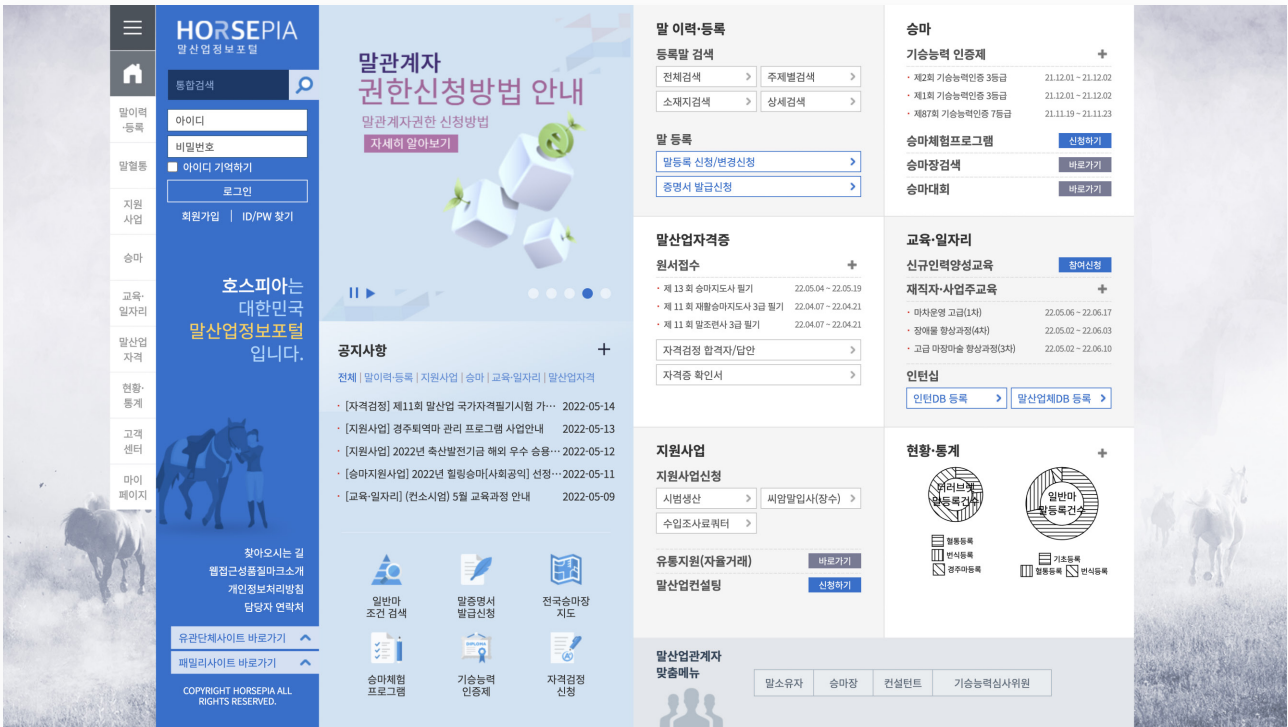 HORSEPIA
말산업정보포털
통합검색
아이디
비밀번호
아이디 기억하기
로그인
회원가입 | ID/PW 찾기
말이력
·등록
말혈통
지원
사업
승마
교육·
일자리
말산업
자격
현황·
통계
고객
센터
마이
페이지
호스피아는
대한민국
말산업정보포털
입니다.
찾아오시는 길
웹접근성품질마크소개
개인정보처리방침
담당자 연락처
유관단체사이트 바로가기
패밀리사이트 바로가기
COPYRIGHT HORSEPIA ALL
RIGHTS RESERVED.
말관계자
권한신청방법 안내
말관계자권한 신청방법
자세히 알아보기
공지사항
전체 | 말이력·등록 | 지원사업 | 승마 | 교육·일자리 | 말산업자격
· [자격검정] 제11회 말산업 국가자격필기시험 가··· 2022-05-14
· [지원사업] 경주퇴역마 관리 프로그램 사업안내 2022-05-13
· [지원사업] 2022년 축산발전기금 해외 우수 승용··· 2022-05-12
· [승마지원사업] 2022년 힐링승마[사회공익] 선정··· 2022-05-11
· [교육·일자리] (컨소시엄) 5월 교육과정 안내 2022-05-09
일반마
조건 검색
말증명서
발급신청
전국승마장
지도
승마체험
프로그램
DIPLOMA
기승능력
인증제
자격검정
신청
말 이력·등록
등록말 검색
전체검색
주제별검색
소재지검색
상세검색
말 등록
말등록 신청/변경신청
증명서 발급신청
승마
기승능력 인증제
· 제2회 기승능력인증 3등급 21.12.01 ~ 21.12.02
· 제1회 기승능력인증 3등급 21.12.01 ~ 21.12.02
· 제87회 기승능력인증 7등급 21.11.19 ~ 21.11.23
승마체험프로그램 신청하기
승마장검색 바로가기
승마대회 바로가기
말산업자격증
원서접수
· 제 13 회 승마지도사 필기 22.05.04 ~ 22.05.19
· 제 11 회 재활승마지도사 3급 필기 22.04.07 ~ 22.04.21
· 제 11 회 말조련사 3급 필기 22.04.07 ~ 22.04.21
자격검정 합격자/답안
자격증 확인서
교육·일자리
신규인력양성교육 참여신청
재직자·사업주교육
· 마차운영 고급(1차) 22.05.06 ~ 22.06.17
· 장애물 향상과정(4차) 22.05.02 ~ 22.06.03
· 고급 마장마술 향상과정(3차) 22.05.02 ~ 22.06.10
인턴십
인턴DB 등록
말산업체DB 등록
지원사업
지원사업신청
시범생산
씨암말입사(장수)
수입조사료쿼터
유통지원(자율거래) 바로가기
말산업컨설팅 신청하기
현황·통계
더러브렛
말등록건수
혈통등록
번식등록
경주마등록
일반마
말등록건수
기초등록
혈통등록 번식등록
말산업관계자
맞춤메뉴
말소유자
승마장
컨설턴트
기승능력심사위원